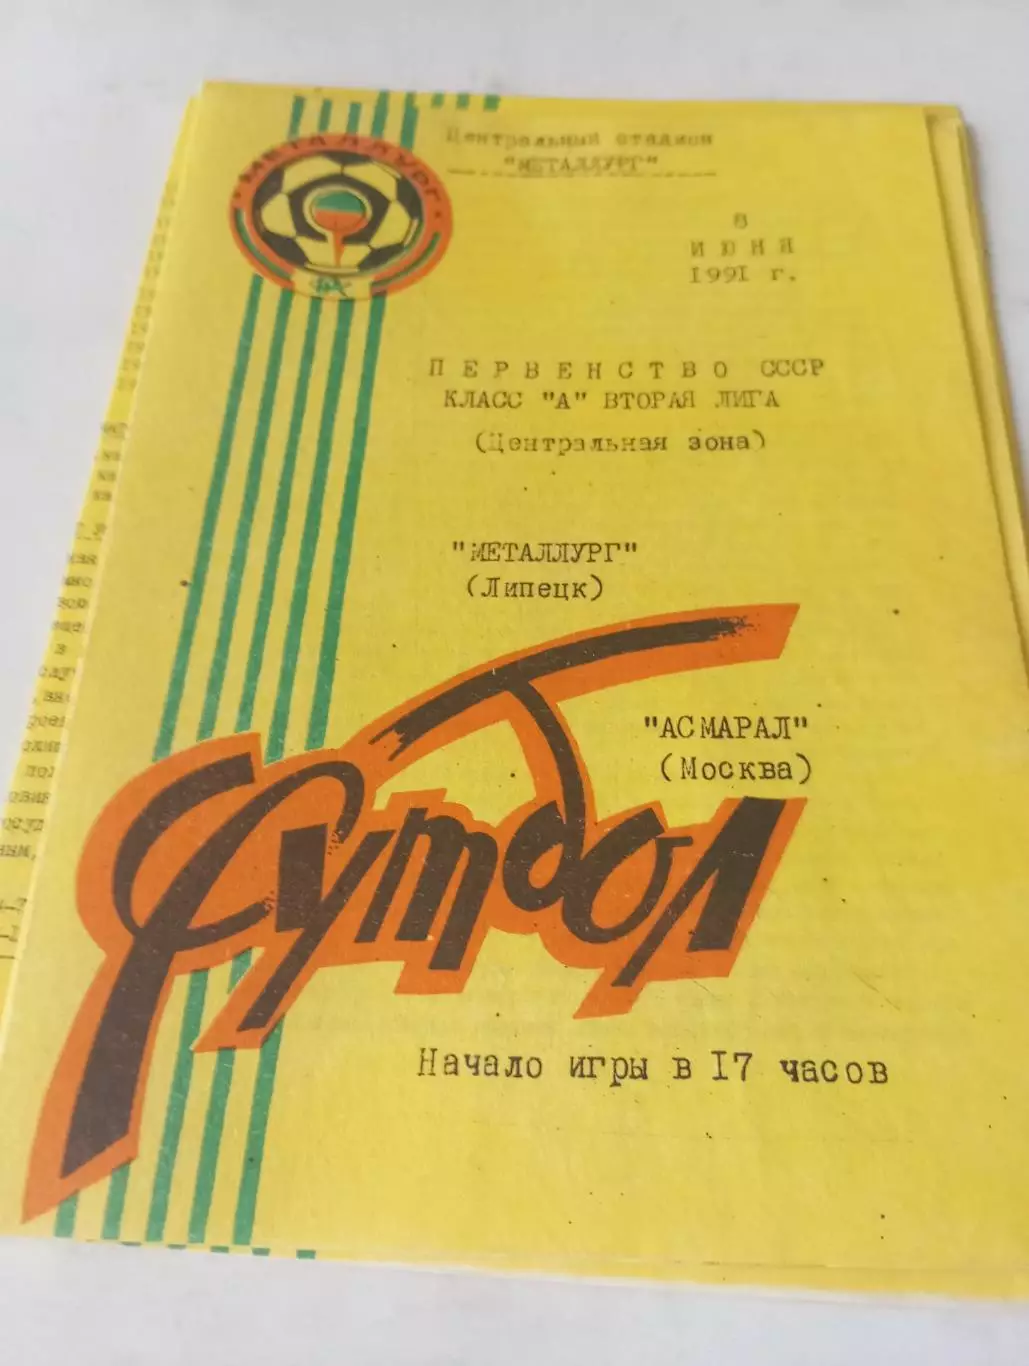 Центральный стадион
"МЕТАЛЛУРГ"
МЕТАЛЛУРГ
8
ИЮНЯ
1991 г.
ПЕРВЕНСТВО СССР
КЛАСС "А" ВТОРАЯ ЛИГА
(Центральная зона)
"МЕТАЛЛУРГ"
(Липецк)
"АСМАРАЛ"
(Москва)
Футбол
Начало игры в 17 часов